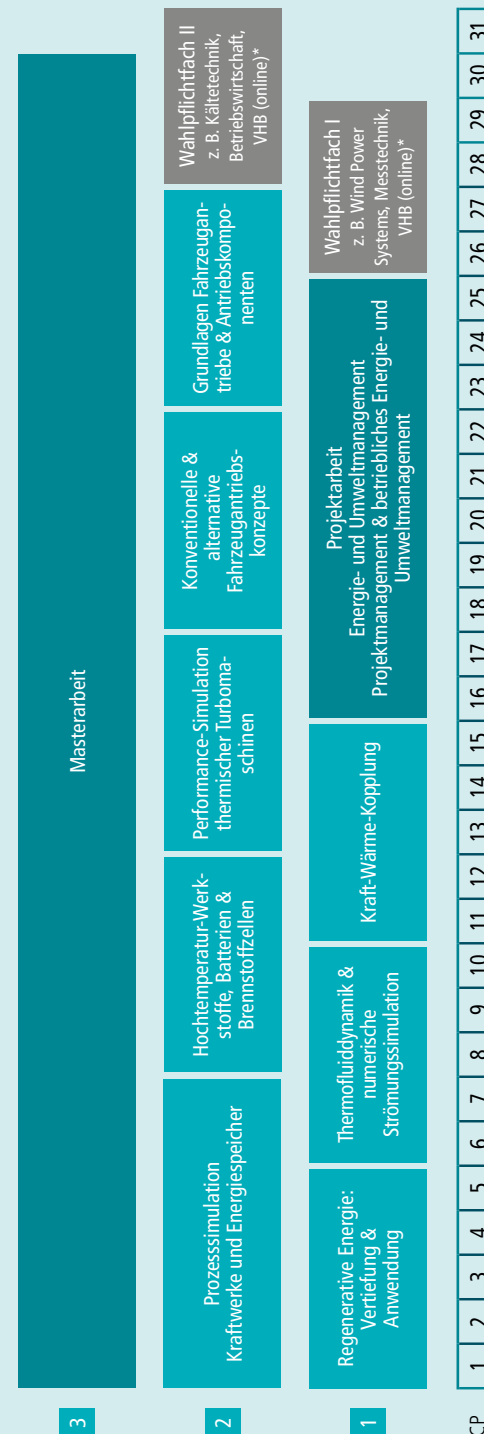 3
Masterarbeit
2
Prozesssimulation
Kraftwerke und Energiespeicher
Hochtemperatur-Werk-
stoffe, Batterien &
Brennstoffzellen
Performance-Simulation
thermischer Turboma-
schinen
Konventionelle &
alternative
Fahrzeugantriebs-
konzepte
Grundlagen Fahrzeugan-
triebe & Antriebskompo-
nenten
Wahlpflichtfach II
z. B. Kältetechnik,
Betriebswirtschaft,
VHB (online)*
1
Regenerative Energie:
Vertiefung &
Anwendung
Thermofluiddynamik &
numerische
Strömungssimulation
Kraft-Wärme-Kopplung
Projektarbeit
Energie- und Umweltmanagement
Projektmanagement & betriebliches Energie- und
Umweltmanagement
Wahlpflichtfach I
z. B. Wind Power
Systems, Messtechnik,
VHB (online)*
CP 1 2 3 4 5 6 7 8 9 10 11 12 13 14 15 16 17 18 19 20 21 22 23 24 25 26 27 28 29 30 31